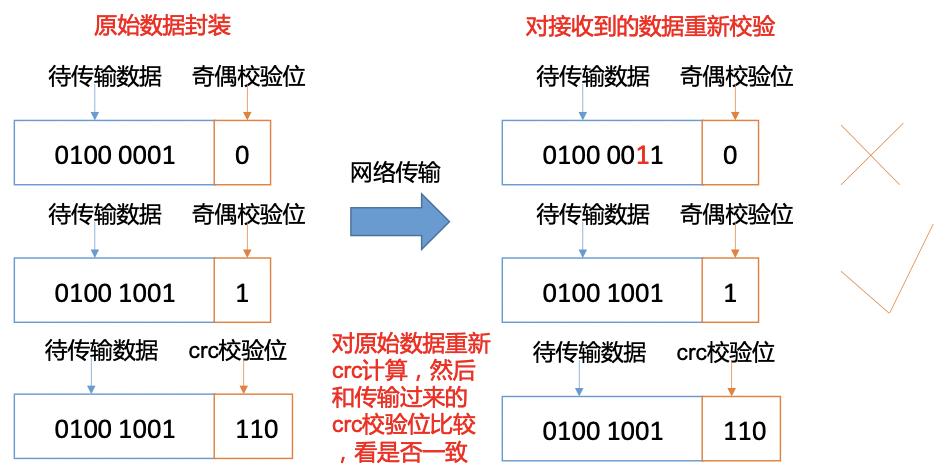 原始数据封装
对接收到的数据重新校验
待传输数据 奇偶校验位
待传输数据 奇偶校验位
0100 0001 0
0100 0011 0
网络传输
待传输数据 奇偶校验位
待传输数据 奇偶校验位
0100 1001 1
0100 1001 1
待传输数据 crc校验位
对原始数据重新
crc计算，然后
和传输过来的
crc校验位比较
，看是否一致
待传输数据 crc校验位
0100 1001 110
0100 1001 110